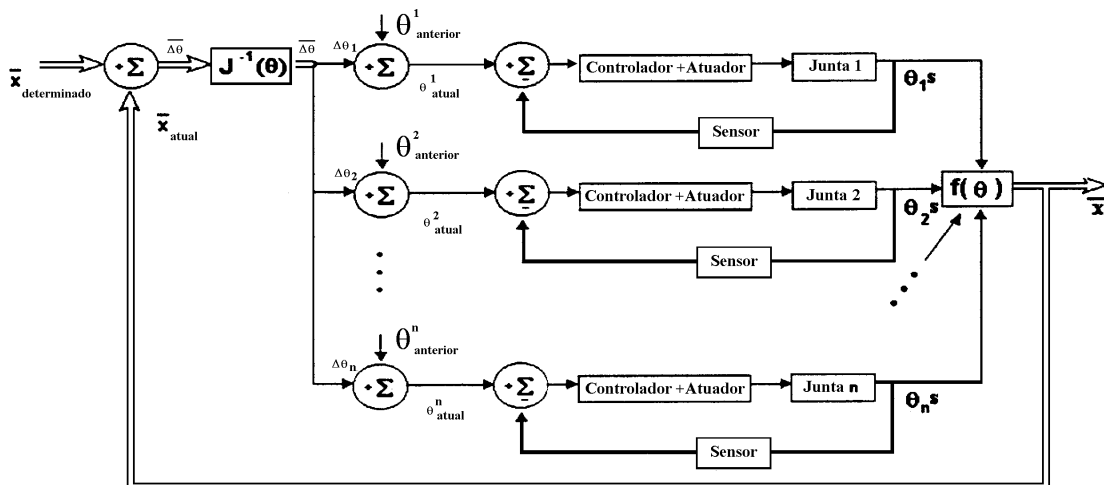 x̄ determinado
+ Σ
Δθ
J⁻¹(θ)
Δθ
x̄ atual
Δθ₁
θ¹ anterior
+ Σ
θ¹ atual
+ Σ -
Controlador +Atuador
Junta 1
θ₁s
Sensor
Δθ₂
θ² anterior
+ Σ
θ² atual
+ Σ -
Controlador +Atuador
Junta 2
θ₂s
Sensor
f(θ)
x̄
Δθₙ
θⁿ anterior
+ Σ
θⁿ atual
+ Σ -
Controlador +Atuador
Junta n
θₙs
Sensor